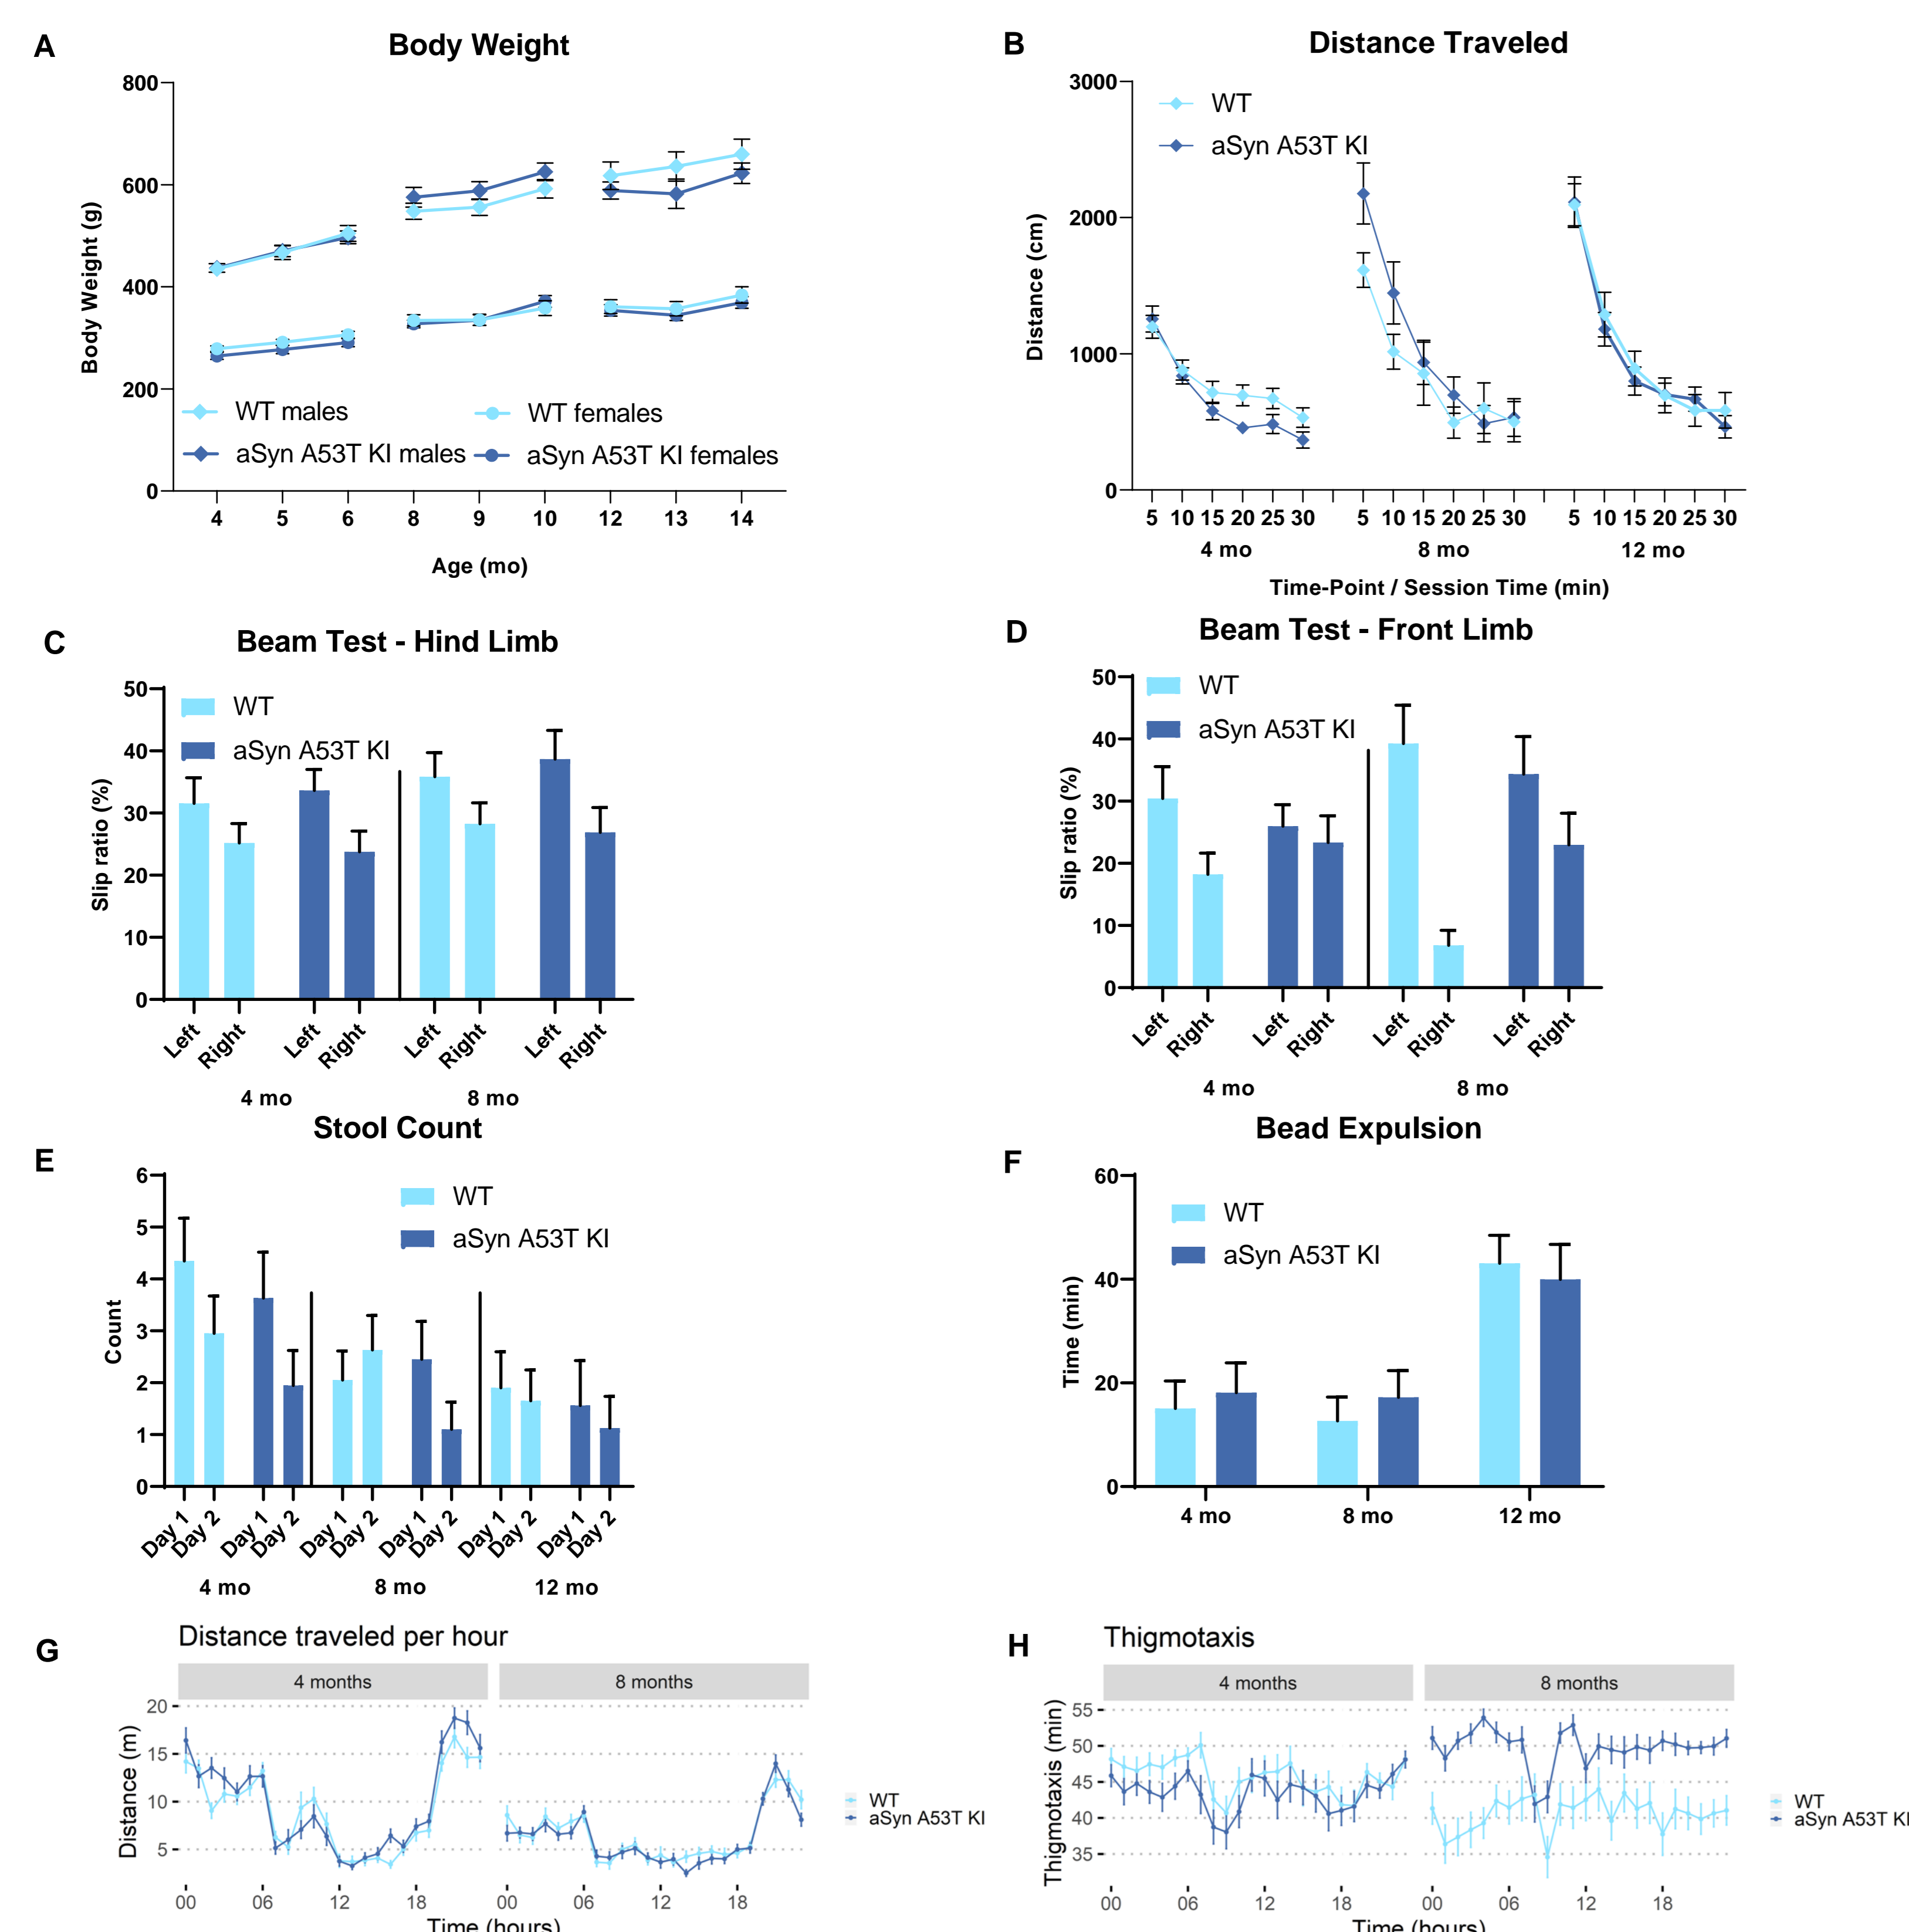 A
Body Weight
800
600
400
200
0
Body Weight (g)
WT males
WT females
aSyn A53T KI males
aSyn A53T KI females
4 5 6 8 9 10 12 13 14
Age (mo)
B
Distance Traveled
3000
2000
1000
0
Distance (cm)
WT
aSyn A53T KI
5 10 15 20 25 30 5 10 15 20 25 30 5 10 15 20 25 30
4 mo 8 mo 12 mo
Time-Point / Session Time (min)
C
Beam Test - Hind Limb
50
40
30
20
10
0
Slip ratio (%)
WT
aSyn A53T KI
Left Right Left Right Left Right Left Right
4 mo 8 mo
D
Beam Test - Front Limb
50
40
30
20
10
0
Slip ratio (%)
WT
aSyn A53T KI
Left Right Left Right Left Right Left Right
4 mo 8 mo
E
Stool Count
6
5
4
3
2
1
0
Count
WT
aSyn A53T KI
Day 1 Day 2 Day 1 Day 2 Day 1 Day 2 Day 1 Day 2 Day 1 Day 2 Day 1 Day 2
4 mo 8 mo 12 mo
F
Bead Expulsion
60
40
20
0
Time (min)
WT
aSyn A53T KI
4 mo 8 mo 12 mo
G
Distance traveled per hour
4 months 8 months
20
15
10
5
Distance (m)
00 06 12 18 00 06 12 18
Time (hours)
WT
aSyn A53T KI
H
Thigmotaxis
4 months 8 months
55
50
45
40
35
Thigmotaxis (min)
00 06 12 18 00 06 12 18
Time (hours)
WT
aSyn A53T KI